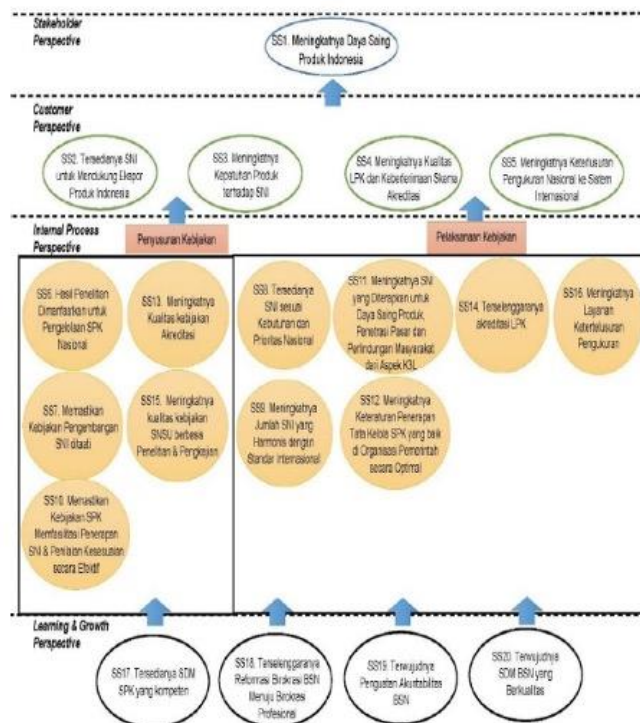 Stakeholder
Perspective
SS1. Meningkatnya Daya Saing
Produk Indonesia
Customer
Perspective
SS2. Tersedianya SNI
untuk Mendukung Ekspor
Produk Indonesia
SS3. Meningkatnya
Kepatuhan Produk
terhadap SNI
SS4. Meningkatnya Kualitas
LPK dan Keberterimaan Skema
Akreditasi
SS5. Meningkatnya Ketertusuran
Pengukuran Nasional ke Sistem
Internasional
Internal Process
Perspective
Penyusunan Kebijakan
Pelaksanaan Kebijakan
SS6. Hasil Penelitian
Dimanfaatkan untuk
Pengelolaan SPK
Nasional
SS13. Meningkatnya
Kualitas kebijakan
Akreditasi
SS8. Tersedianya
SNI sesuai
Kebutuhan dan
Prioritas Nasional
SS11. Meningkatnya SNI
yang Diterapkan untuk
Daya Saing Produk,
Penetrasi Pasar dan
Perlindungan Masyarakat
dari Aspek K3L
SS14. Terselenggaranya
akreditasi LPK
SS16. Meningkatnya
Layanan
Ketertelusuran
Pengukuran
SS7. Memastikan
Kebijakan Pengembangan
SNI ditaati
SS15. Meningkatnya
kualitas kebijakan
SNSU berbasis
Penelitian & Pengkajian
SS9. Meningkatnya
Jumlah SNI yang
Harmonis dengan
Standar Internasional
SS12. Meningkatnya
Keteraturan Penerapan
Tata Kelola SPK yang baik
di Organisasi Pemerintah
secara Optimal
SS10. Memastikan
Kebijakan SPK
Memfasilitasi Penerapan
SNI & Penilaian Kesesuaian
secara Efektif
Learning & Growth
Perspective
SS17. Tersedianya SDM
SPK yang kompeten
SS18. Terselenggaranya
Reformasi Birokrasi BSN
Menuju Birokrasi
Profesional
SS19. Terwujudnya
Penguatan Akuntabilitas
BSN
SS20. Terwujudnya
SDM BSN yang
Berkualitas